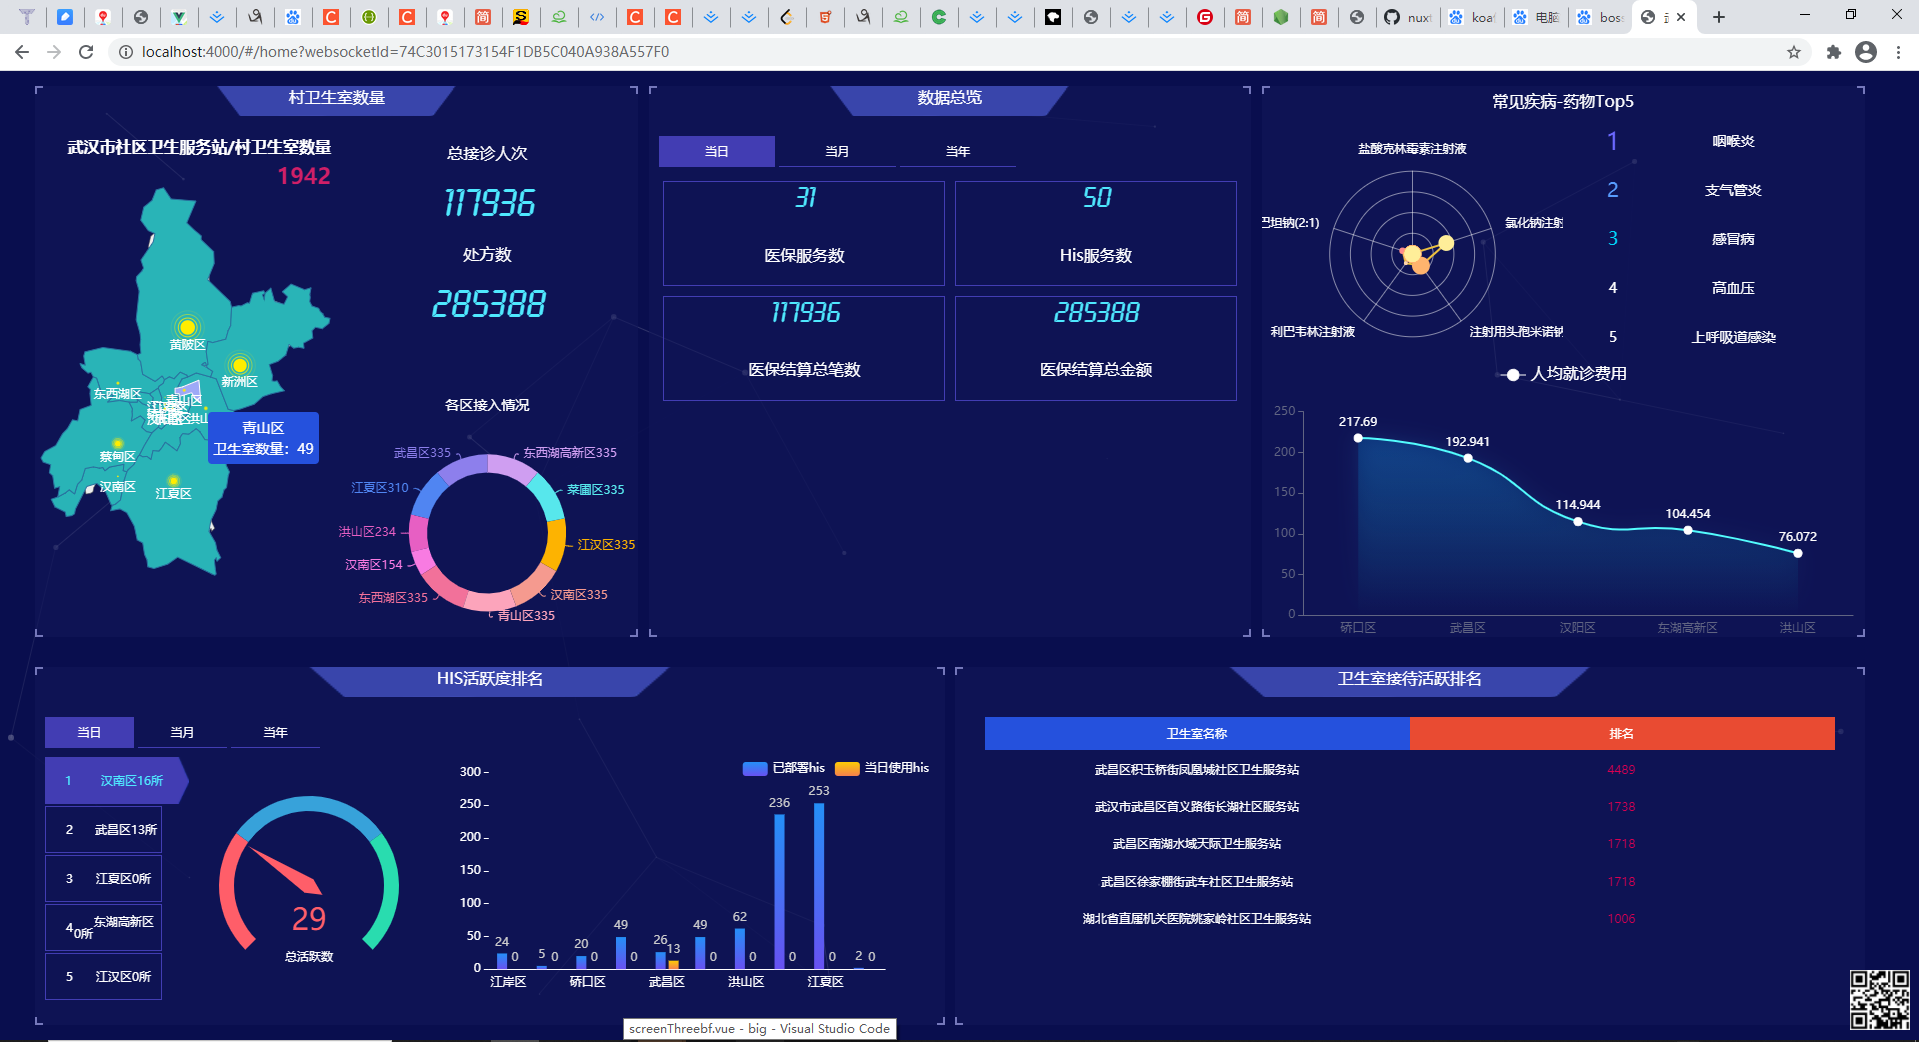 nuxt
koa
电脑
bos
localhost:4000/#/home?websocketId=74C3015173154F1DB5C040A938A557F0
村卫生室数量
武汉市社区卫生服务站/村卫生室数量
1942
黄陂区
新洲区
东西湖区
青山区
洪山
蔡甸区
汉南区
江夏区
青山区
卫生室数量：49
总接诊人次
117936
处方数
285388
各区接入情况
武昌区335
东西湖高新区335
江夏区310
菜圃区335
洪山区234
江汉区335
汉南区154
汉南区335
东西湖区335
青山区335
数据总览
当日
当月
当年
31
医保服务数
50
His服务数
117936
医保结算总笔数
285388
医保结算总金额
常见疾病-药物Top5
盐酸克林霉素注射液
巴坦钠(2:1)
氯化钠注射
利巴韦林注射液
注射用头孢米诺钠
1 咽喉炎
2 支气管炎
3 感冒病
4 高血压
5 上呼吸道感染
人均就诊费用
250
200
150
100
50
0
217.69
192.941
114.944
104.454
76.072
硚口区
武昌区
汉阳区
东湖高新区
洪山区
HIS活跃度排名
当日
当月
当年
1 汉南区16所
2 武昌区13所
3 江夏区0所
4 东湖高新区
0所
5 江汉区0所
29
总活跃数
已部署his
当日使用his
300
250
200
150
100
50
0
24 0
5 0
20 0
49 0
26 13
49 0
62 0
236 0
253 0
2 0
江岸区
硚口区
武昌区
洪山区
江夏区
卫生室接待活跃排名
卫生室名称 排名
武昌区积玉桥街凤凰城社区卫生服务站 4489
武汉市武昌区首义路街长湖社区服务站 1738
武昌区南湖水域天际卫生服务站 1718
武昌区徐家棚街武车社区卫生服务站 1718
湖北省直属机关医院姚家岭社区卫生服务站 1006
screenThreebf.vue - big - Visual Studio Code